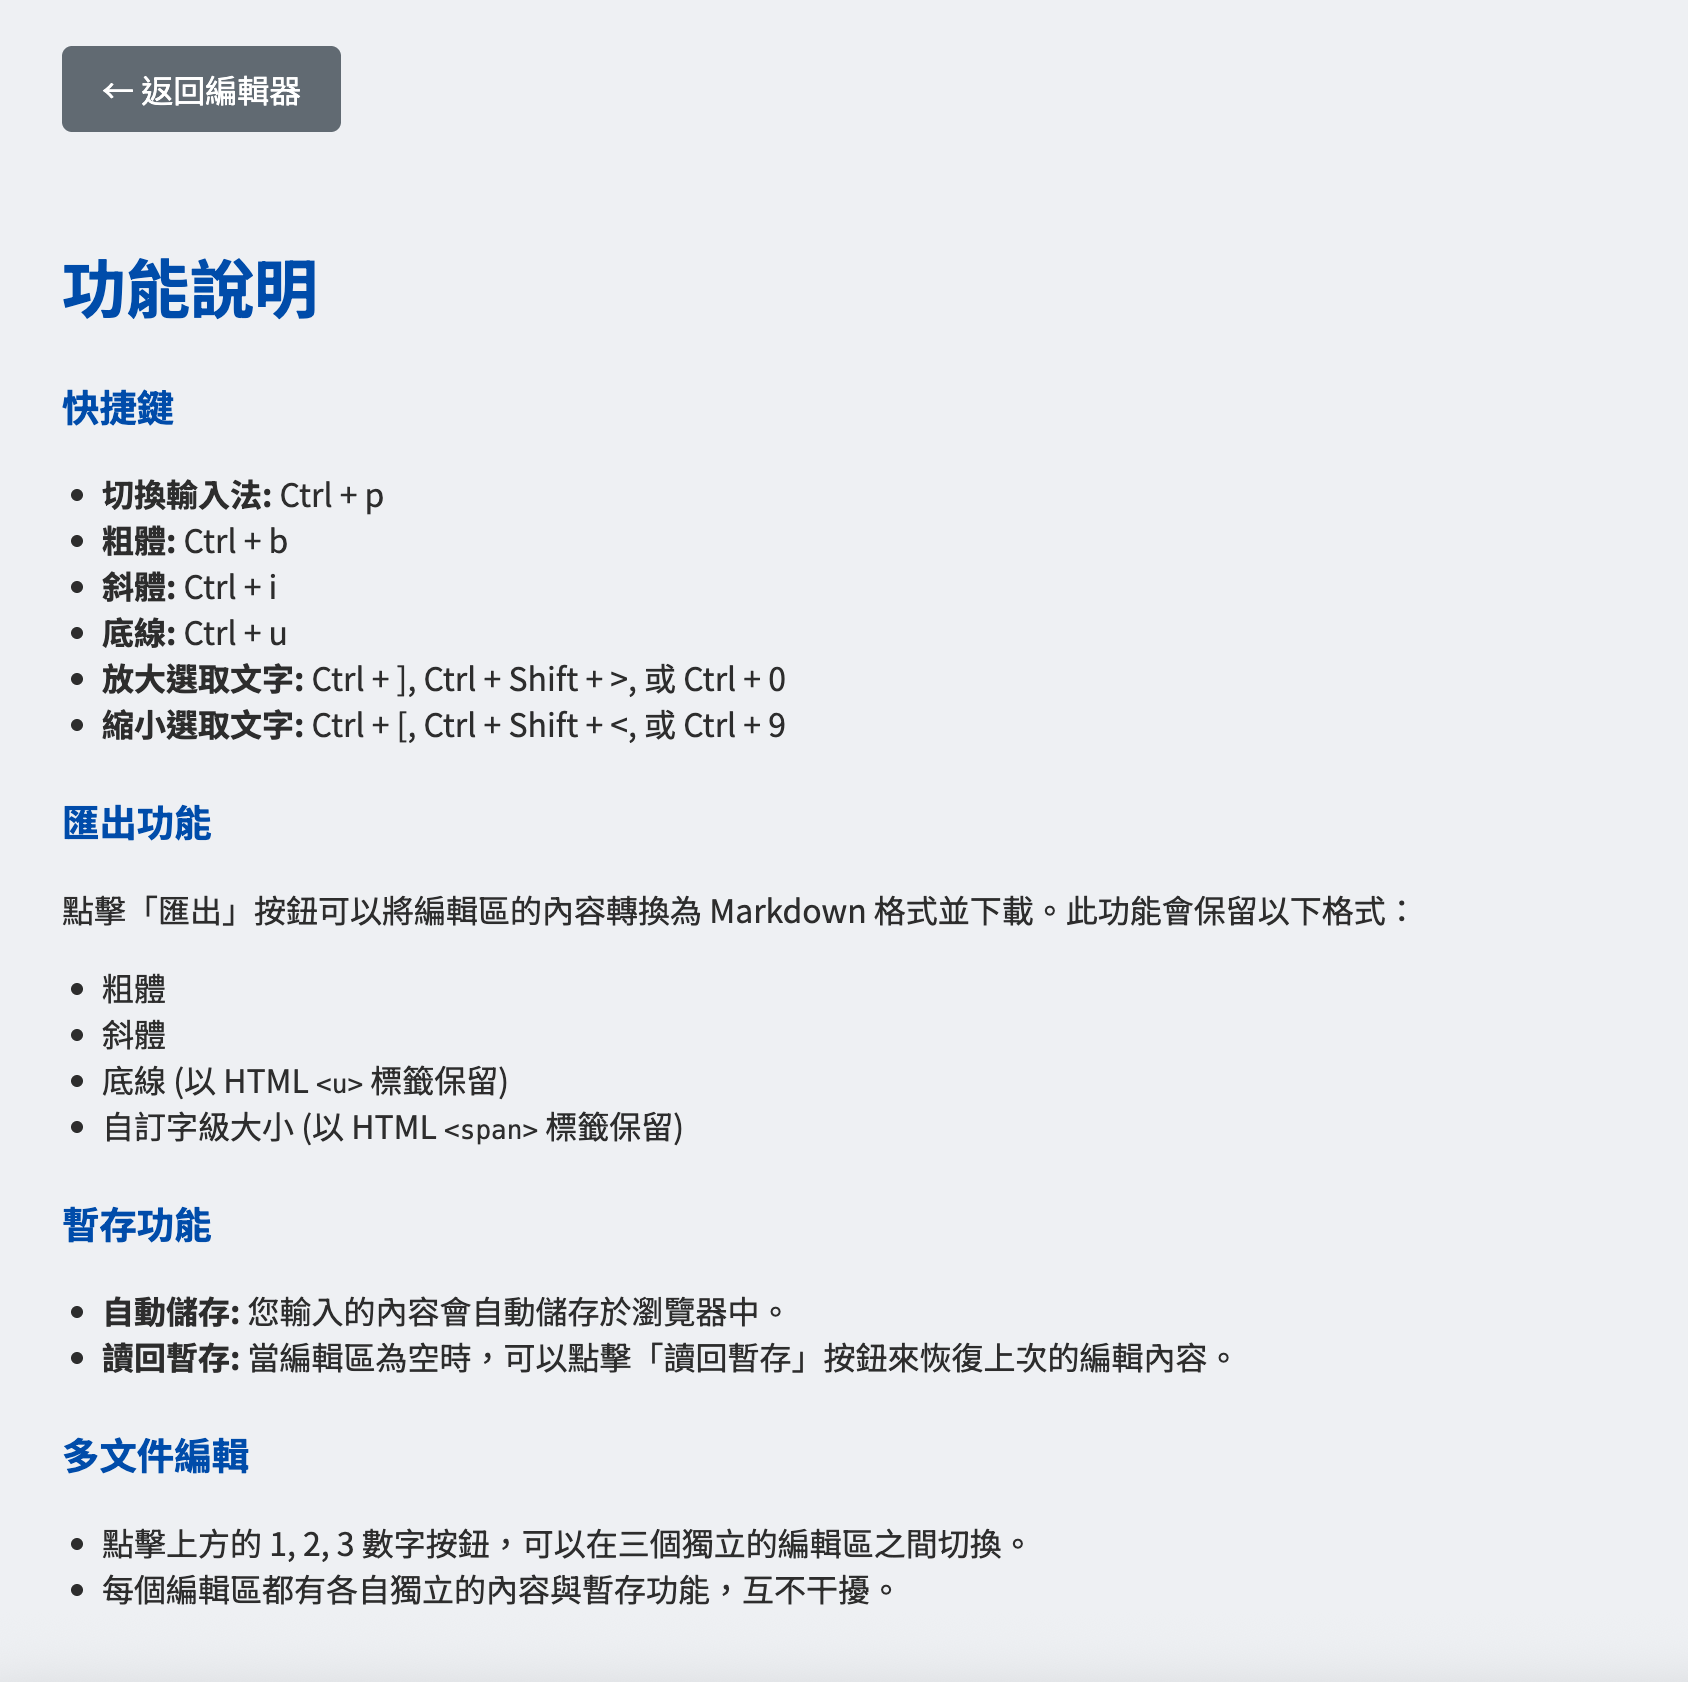 ← 返回編輯器
功能說明
快捷鍵
切換輸入法: Ctrl + p
粗體: Ctrl + b
斜體: Ctrl + i
底線: Ctrl + u
放大選取文字: Ctrl + ], Ctrl + Shift + >, 或 Ctrl + 0
縮小選取文字: Ctrl + [, Ctrl + Shift + <, 或 Ctrl + 9
匯出功能
點擊「匯出」按鈕可以將編輯區的內容轉換為 Markdown 格式並下載。此功能會保留以下格式：
粗體
斜體
底線 (以 HTML <u> 標籤保留)
自訂字級大小 (以 HTML <span> 標籤保留)
暫存功能
自動儲存: 您輸入的內容會自動儲存於瀏覽器中。
讀回暫存: 當編輯區為空時，可以點擊「讀回暫存」按鈕來恢復上次的編輯內容。
多文件編輯
點擊上方的 1, 2, 3 數字按鈕，可以在三個獨立的編輯區之間切換。
每個編輯區都有各自獨立的內容與暫存功能，互不干擾。